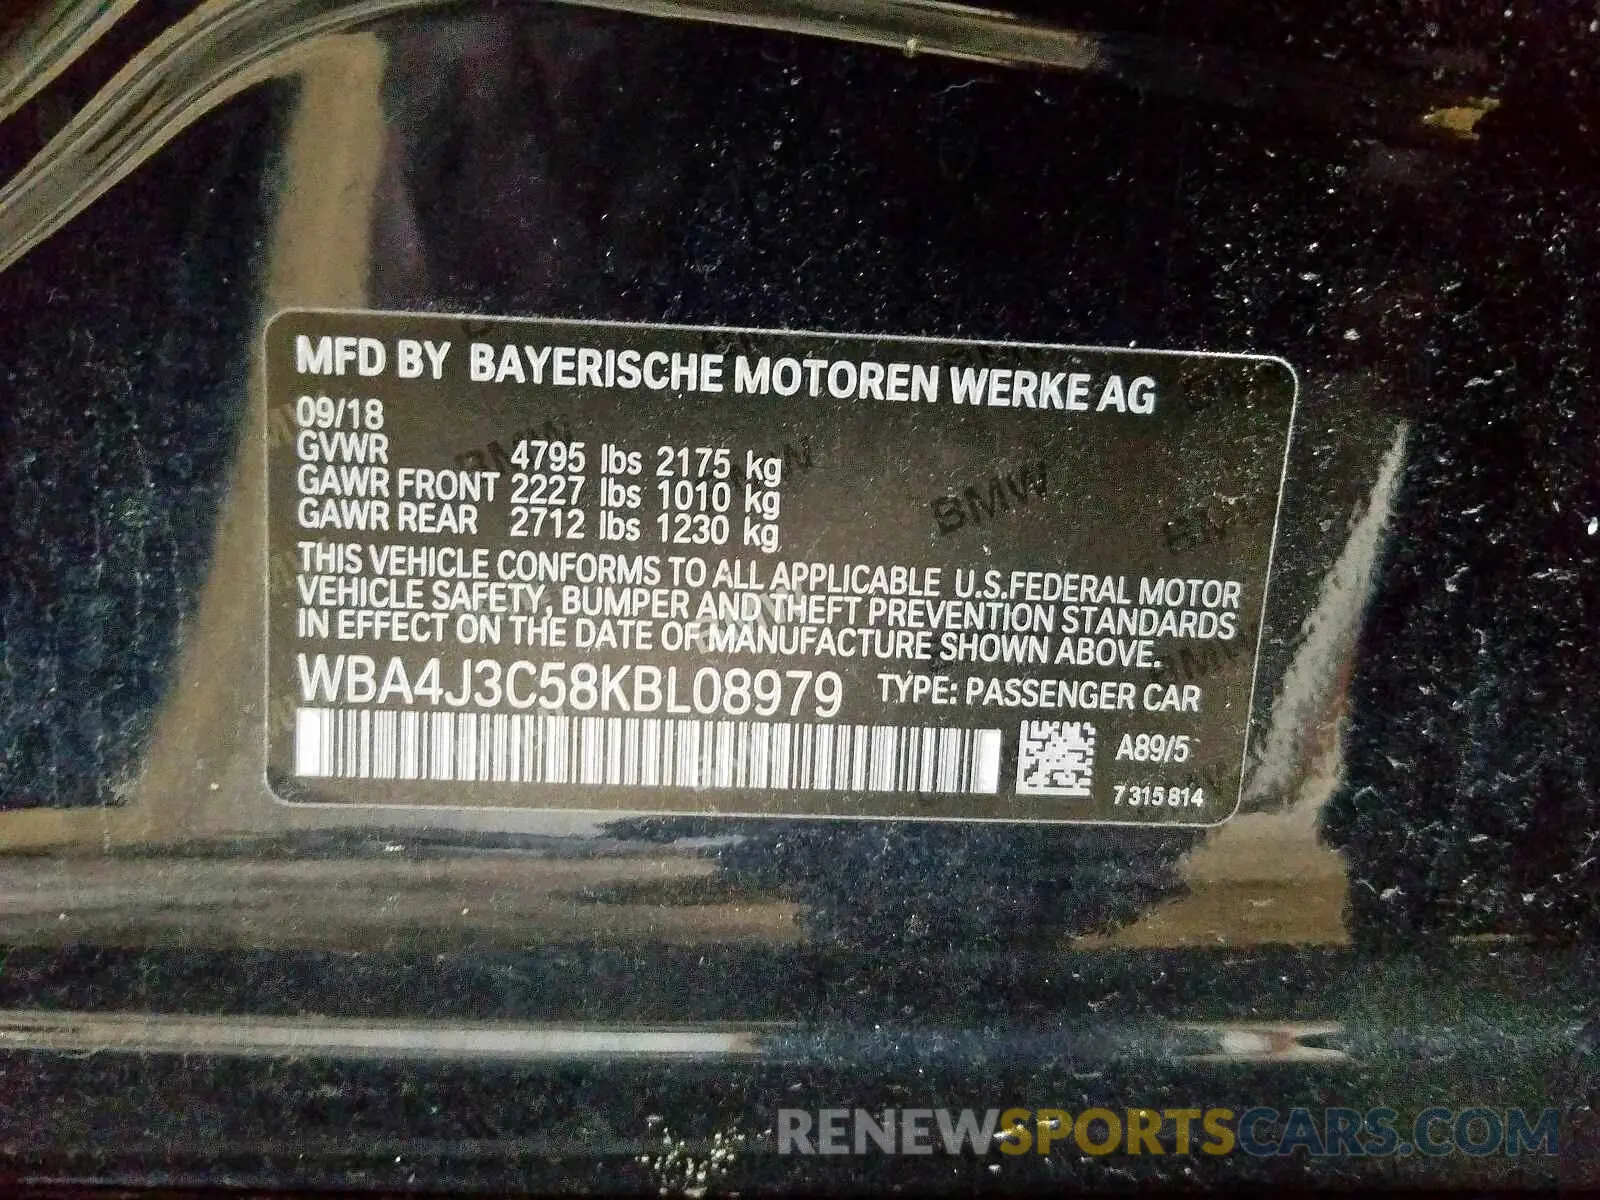 MFD BY BAYERISCHE MOTOREN WERKE AG
09/18
GVWR 4795 lbs 2175 kg
GAWR FRONT 2227 lbs 1010 kg
GAWR REAR 2712 lbs 1230 kg
THIS VEHICLE CONFORMS TO ALL APPLICABLE U.S.FEDERAL MOTOR
VEHICLE SAFETY, BUMPER AND THEFT PREVENTION STANDARDS
IN EFFECT ON THE DATE OF MANUFACTURE SHOWN ABOVE.
WBA4J3C58KBL08979 TYPE: PASSENGER CAR
A89/5
7 315 814
RENEWSPORTSCARS.COM